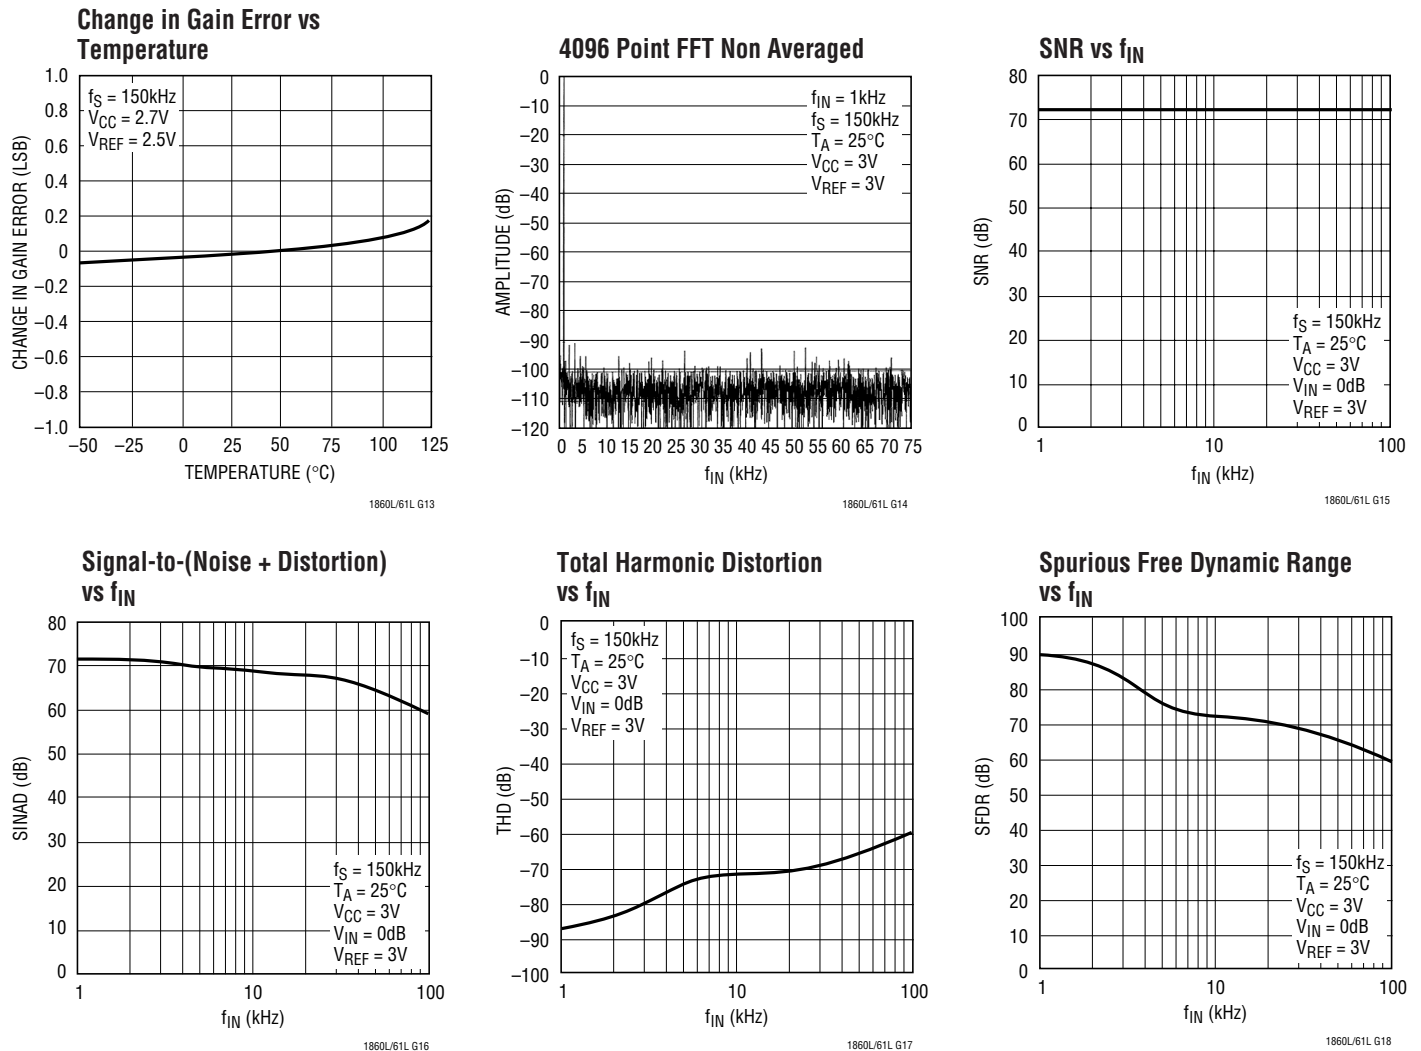 Change in Gain Error vs
Temperature
1.0
0.8
0.6
0.4
0.2
0
–0.2
–0.4
–0.6
–0.8
–1.0
CHANGE IN GAIN ERROR (LSB)
fS = 150kHz
VCC = 2.7V
VREF = 2.5V
–50 –25 0 25 50 75 100 125
TEMPERATURE (°C)
1860L/61L G13
4096 Point FFT Non Averaged
0
–10
–20
–30
–40
–50
–60
–70
–80
–90
–100
–110
–120
AMPLITUDE (dB)
fIN = 1kHz
fS = 150kHz
TA = 25°C
VCC = 3V
VREF = 3V
0 5 10 15 20 25 30 35 40 45 50 55 60 65 70 75
fIN (kHz)
1860L/61L G14
SNR vs fIN
80
70
60
50
40
30
20
10
0
SNR (dB)
fS = 150kHz
TA = 25°C
VCC = 3V
VIN = 0dB
VREF = 3V
1 10 100
fIN (kHz)
1860L/61L G15
Signal-to-(Noise + Distortion)
vs fIN
80
70
60
50
40
30
20
10
0
SINAD (dB)
fS = 150kHz
TA = 25°C
VCC = 3V
VIN = 0dB
VREF = 3V
1 10 100
fIN (kHz)
1860L/61L G16
Total Harmonic Distortion
vs fIN
0
–10
–20
–30
–40
–50
–60
–70
–80
–90
–100
THD (dB)
fS = 150kHz
TA = 25°C
VCC = 3V
VIN = 0dB
VREF = 3V
1 10 100
fIN (kHz)
1860L/61L G17
Spurious Free Dynamic Range
vs fIN
100
90
80
70
60
50
40
30
20
10
0
SFDR (dB)
fS = 150kHz
TA = 25°C
VCC = 3V
VIN = 0dB
VREF = 3V
1 10 100
fIN (kHz)
1860L/61L G18